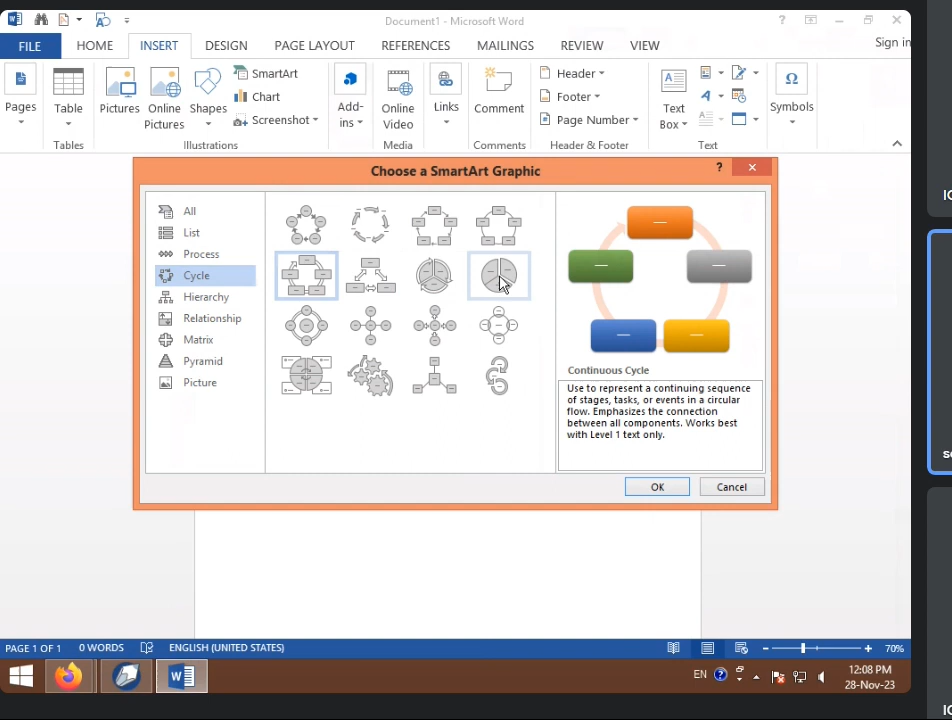 Document1 - Microsoft Word
?
FILE HOME INSERT DESIGN PAGE LAYOUT REFERENCES MAILINGS REVIEW VIEW Sign in
Pages
Table
Pictures
Online
Pictures
Shapes
SmartArt
Chart
Screenshot
Add-
ins
Online
Video
Links
Comment
Header
Footer
Page Number
Text
Box
Symbols
Tables Illustrations Media Comments Header & Footer Text
Choose a SmartArt Graphic
?
All
List
Process
Cycle
Hierarchy
Relationship
Matrix
Pyramid
Picture
Continuous Cycle
Use to represent a continuing sequence
of stages, tasks, or events in a circular
flow. Emphasizes the connection
between all components. Works best
with Level 1 text only.
OK Cancel
PAGE 1 OF 1 0 WORDS ENGLISH (UNITED STATES) 70%
EN 12:08 PM
28-Nov-23